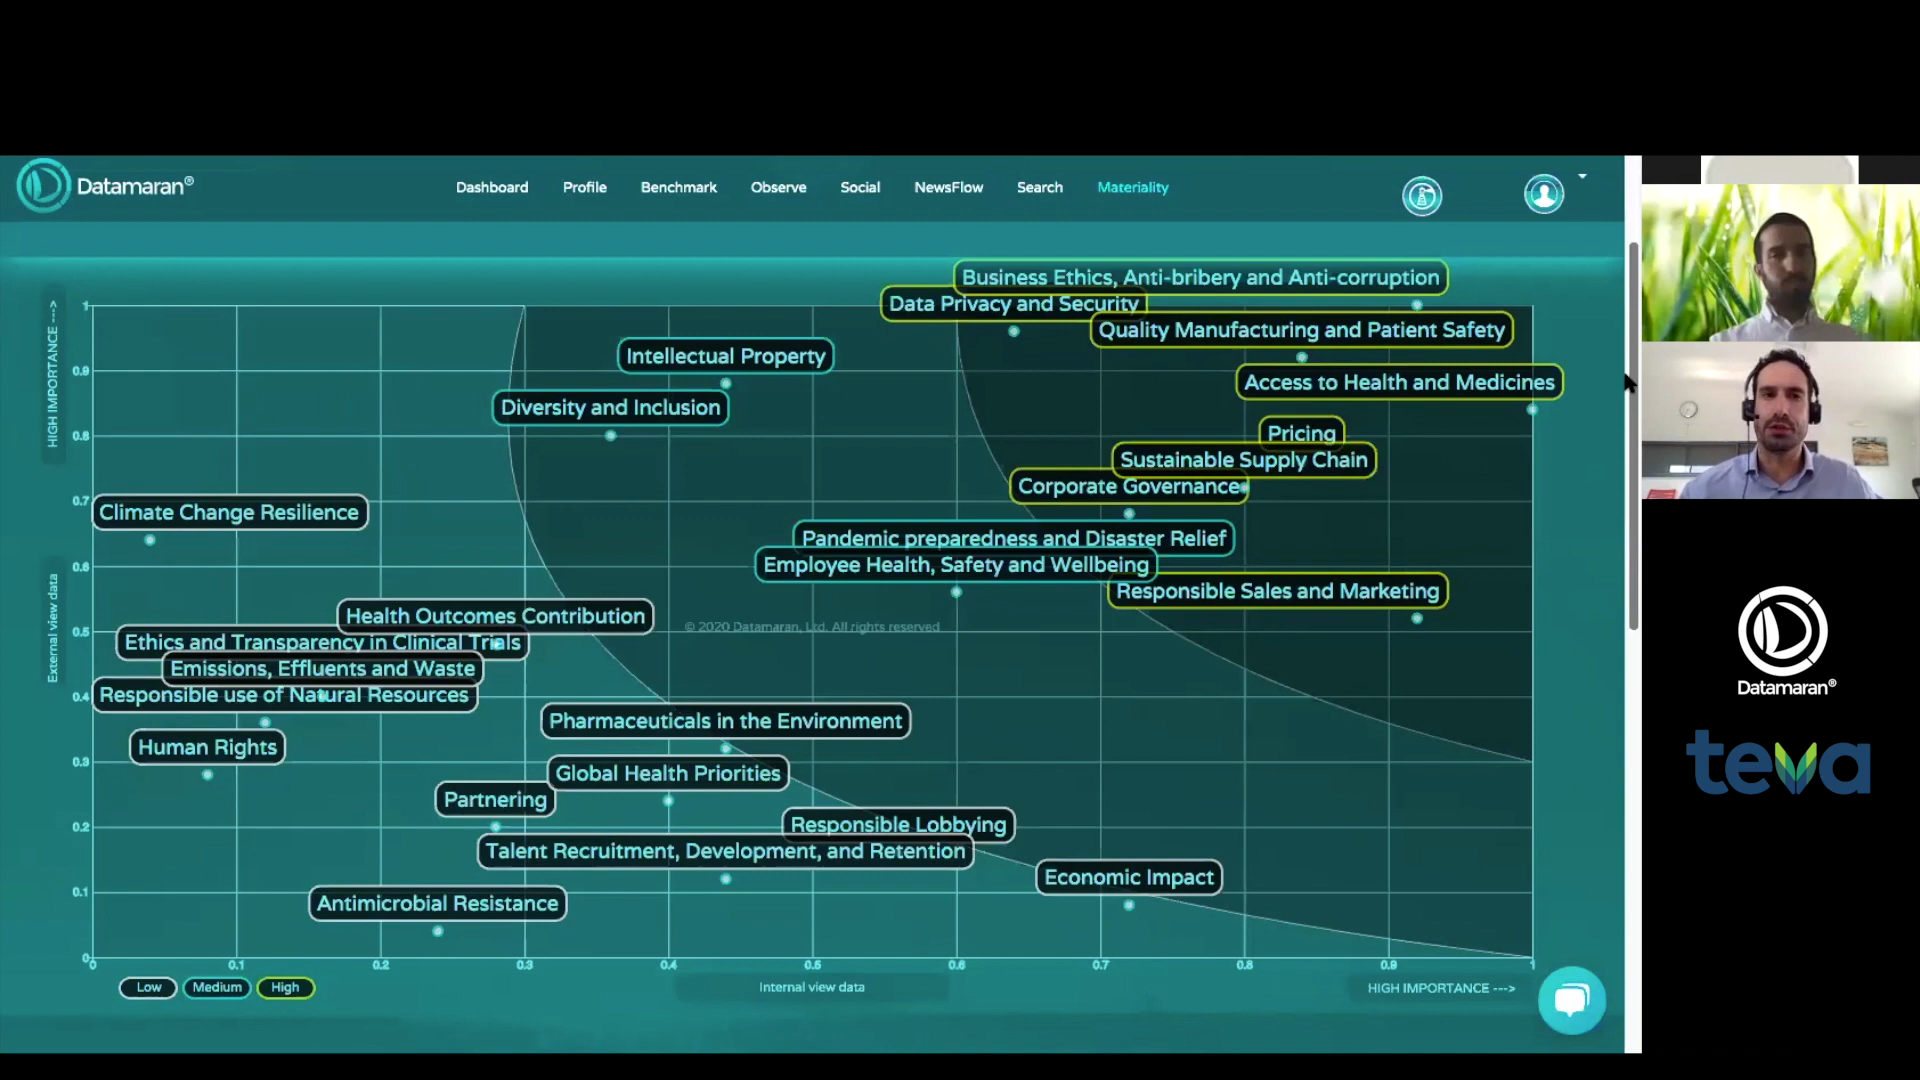 Datamaran®
Dashboard
Profile
Benchmark
Observe
Social
NewsFlow
Search
Materiality
HIGH IMPORTANCE --->
External view data
1
0.9
0.8
0.7
0.6
0.5
0.4
0.3
0.2
0.1
0
Business Ethics, Anti-bribery and Anti-corruption
Data Privacy and Security
Quality Manufacturing and Patient Safety
Intellectual Property
Access to Health and Medicines
Diversity and Inclusion
Pricing
Sustainable Supply Chain
Corporate Governance
Climate Change Resilience
Pandemic preparedness and Disaster Relief
Employee Health, Safety and Wellbeing
Responsible Sales and Marketing
Health Outcomes Contribution
© 2020 Datamaran, Ltd. All rights reserved
Ethics and Transparency in Clinical Trials
Emissions, Effluents and Waste
Responsible use of Natural Resources
Pharmaceuticals in the Environment
Human Rights
Global Health Priorities
Partnering
Responsible Lobbying
Talent Recruitment, Development, and Retention
Economic Impact
Antimicrobial Resistance
0
0.1
0.2
0.3
0.4
0.5
0.6
0.7
0.8
0.9
1
Low
Medium
High
Internal view data
HIGH IMPORTANCE --->
Datamaran®
teva